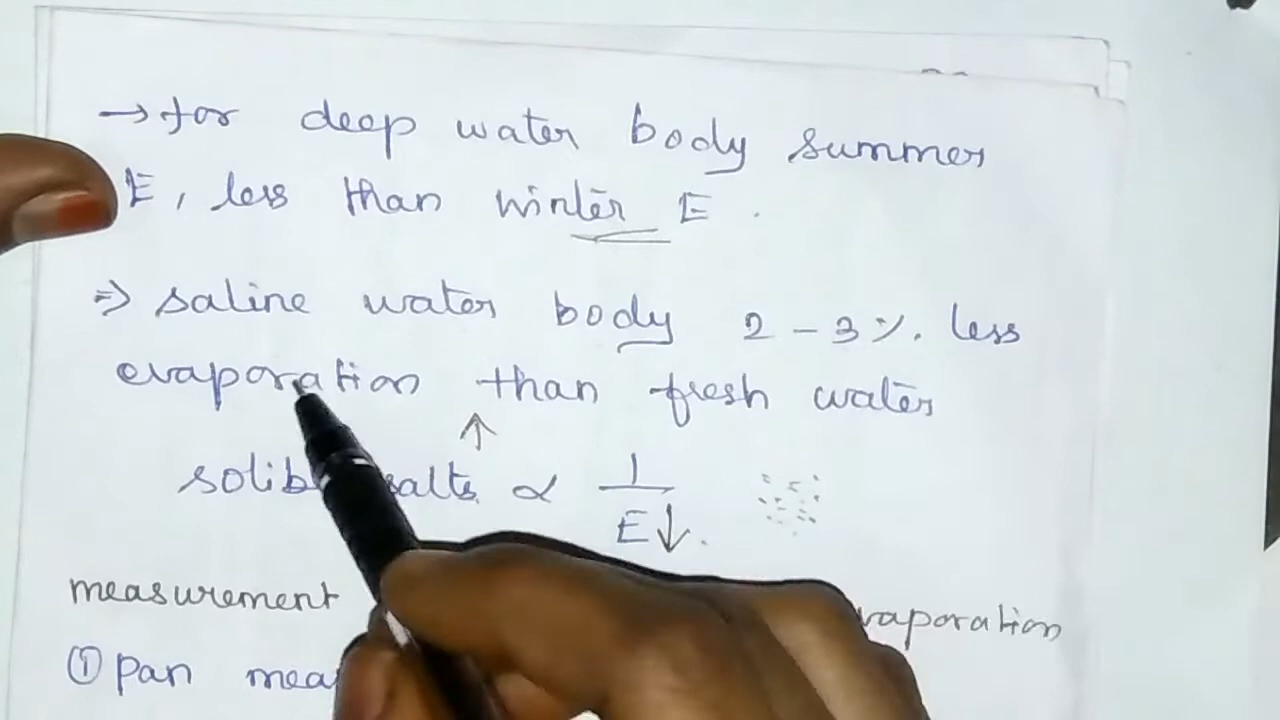 → for deep water body summer
E, less than winter E.
⇒ saline water body 2 - 3 %. less
evaporation than fresh water
↑
salts ∝ 1/E↓.
measurement
① pan